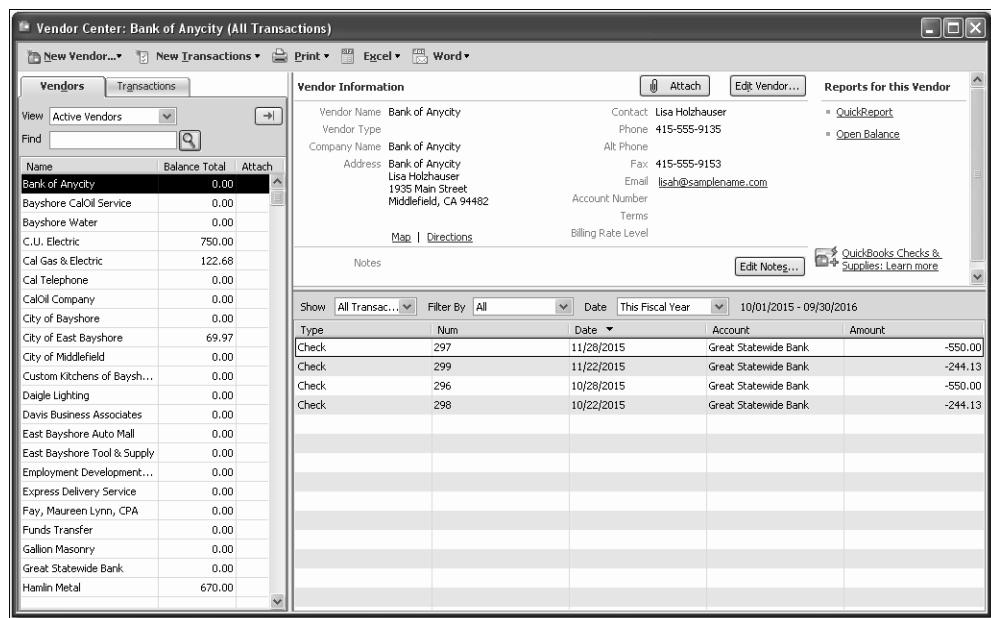 Vendor Center: Bank of Anycity (All Transactions)
New Vendor... New Transactions Print Excel Word
Vendors Transactions
View Active Vendors
Find
Name Balance Total Attach
Bank of Anycity 0.00
Bayshore CalOil Service 0.00
Bayshore Water 0.00
C.U. Electric 750.00
Cal Gas & Electric 122.68
Cal Telephone 0.00
CalOil Company 0.00
City of Bayshore 0.00
City of East Bayshore 69.97
City of Middlefield 0.00
Custom Kitchens of Baysh... 0.00
Daigle Lighting 0.00
Davis Business Associates 0.00
East Bayshore Auto Mall 0.00
East Bayshore Tool & Supply 0.00
Employment Development... 0.00
Express Delivery Service 0.00
Fay, Maureen Lynn, CPA 0.00
Funds Transfer 0.00
Gallion Masonry 0.00
Great Statewide Bank 0.00
Hamlin Metal 670.00
Vendor Information Attach Edit Vendor...
Vendor Name Bank of Anycity
Vendor Type
Company Name Bank of Anycity
Address Bank of Anycity
Lisa Holzhauser
1935 Main Street
Middlefield, CA 94482
Map | Directions
Contact Lisa Holzhauser
Phone 415-555-9135
Alt Phone
Fax 415-555-9153
Email lisah@samplename.com
Account Number
Terms
Billing Rate Level
Notes Edit Notes...
Reports for this Vendor
QuickReport
Open Balance
QuickBooks Checks &
Supplies: Learn more
Show All Transac... Filter By All Date This Fiscal Year 10/01/2015 - 09/30/2016
Type Num Date Account Amount
Check 297 11/28/2015 Great Statewide Bank -550.00
Check 299 11/22/2015 Great Statewide Bank -244.13
Check 296 10/28/2015 Great Statewide Bank -550.00
Check 298 10/22/2015 Great Statewide Bank -244.13